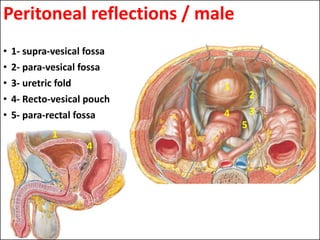 Peritoneal reflections / male
• 1- supra-vesical fossa
• 2- para-vesical fossa
• 3- uretric fold
• 4- Recto-vesical pouch
• 5- para-rectal fossa
1
2
4 3
5
1
4